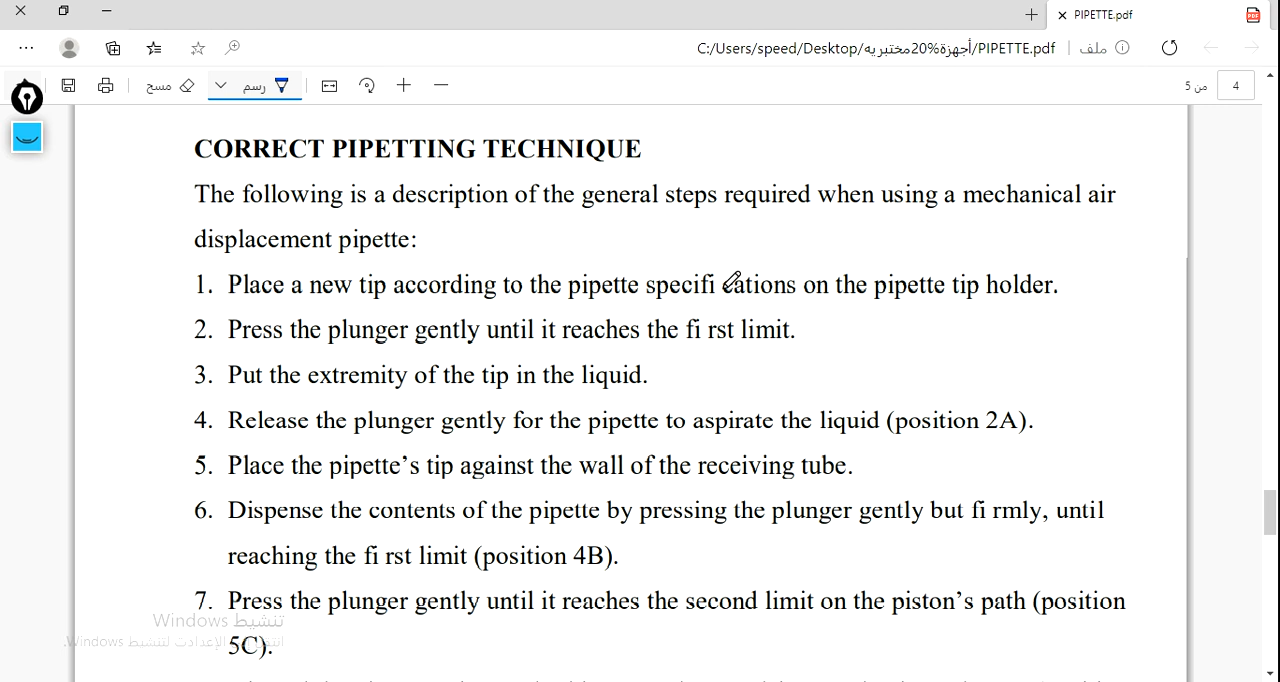 PIPETTE.pdf
C:/Users/speed/Desktop/أجهزة%20مختبريه/PIPETTE.pdf
ملف
مسح
رسم
4
من 5
CORRECT PIPETTING TECHNIQUE
The following is a description of the general steps required when using a mechanical air
displacement pipette:
1. Place a new tip according to the pipette specifi cations on the pipette tip holder.
2. Press the plunger gently until it reaches the fi rst limit.
3. Put the extremity of the tip in the liquid.
4. Release the plunger gently for the pipette to aspirate the liquid (position 2A).
5. Place the pipette’s tip against the wall of the receiving tube.
6. Dispense the contents of the pipette by pressing the plunger gently but fi rmly, until
reaching the fi rst limit (position 4B).
7. Press the plunger gently until it reaches the second limit on the piston’s path (position
5C).
تنشيط Windows
الإعدادات لتنشيط Windows.